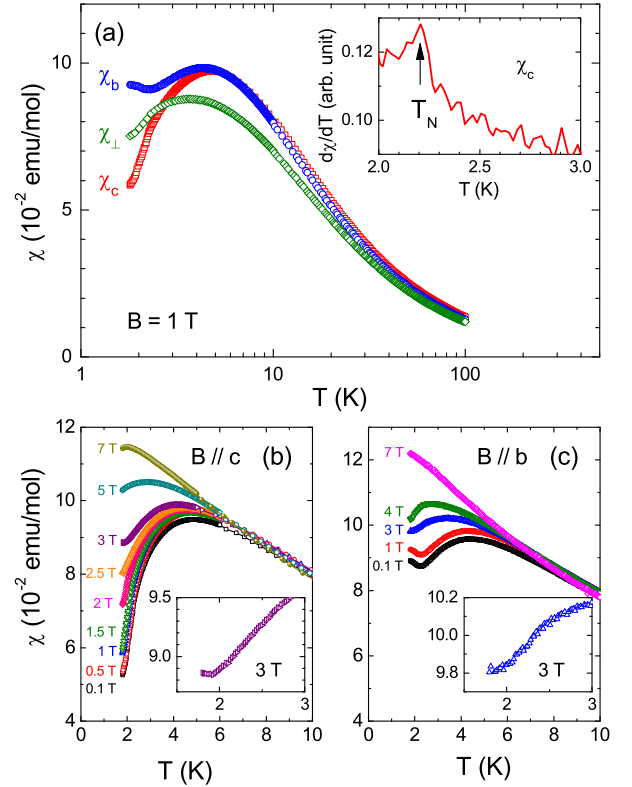 (a)
χb
χ⊥
χc
B = 1 T
χ (10⁻² emu/mol)
10
5
0
1
10
100
T (K)
dχ/dT (arb. unit)
0.12
0.10
χc
TN
2.0
2.5
3.0
T (K)
B // c
(b)
χ (10⁻² emu/mol)
12
10
8
6
4
7 T
5 T
3 T
2.5 T
2 T
1.5 T
1 T
0.5 T
0.1 T
9.5
9.0
3 T
2
3
0
2
4
6
8
10
T (K)
B // b
(c)
12
10
8
6
4
7 T
4 T
3 T
1 T
0.1 T
10.2
10.0
9.8
3 T
2
3
0
2
4
6
8
10
T (K)